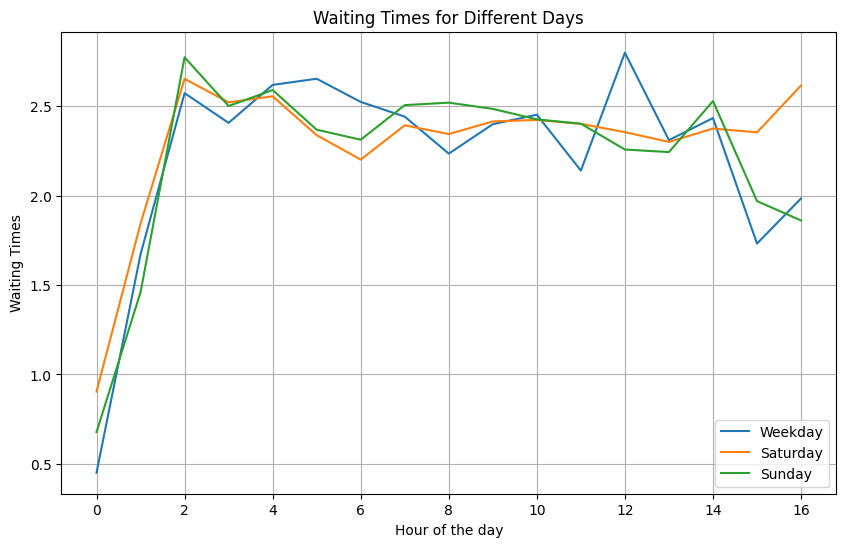 Waiting Times for Different Days
Waiting Times
2.5
2.0
1.5
1.0
0.5
Weekday
Saturday
Sunday
0 2 4 6 8 10 12 14 16
Hour of the day